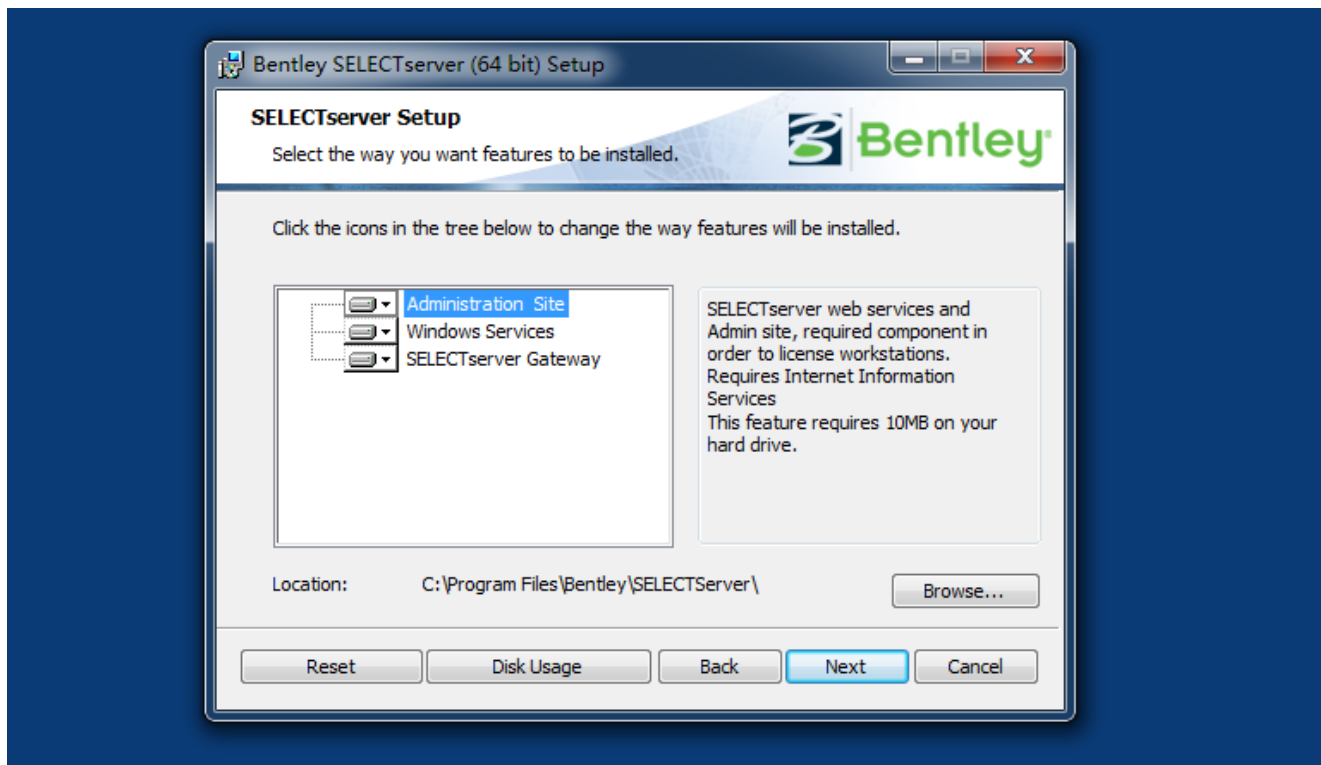 Bentley SELECTserver (64 bit) Setup
SELECTserver Setup
Select the way you want features to be installed.
Bentley
Click the icons in the tree below to change the way features will be installed.
Administration Site
Windows Services
SELECTserver Gateway
SELECTserver web services and
Admin site, required component in
order to license workstations.
Requires Internet Information
Services
This feature requires 10MB on your
hard drive.
Location: C:\Program Files\Bentley\SELECTServer\
Browse...
Reset Disk Usage Back Next Cancel